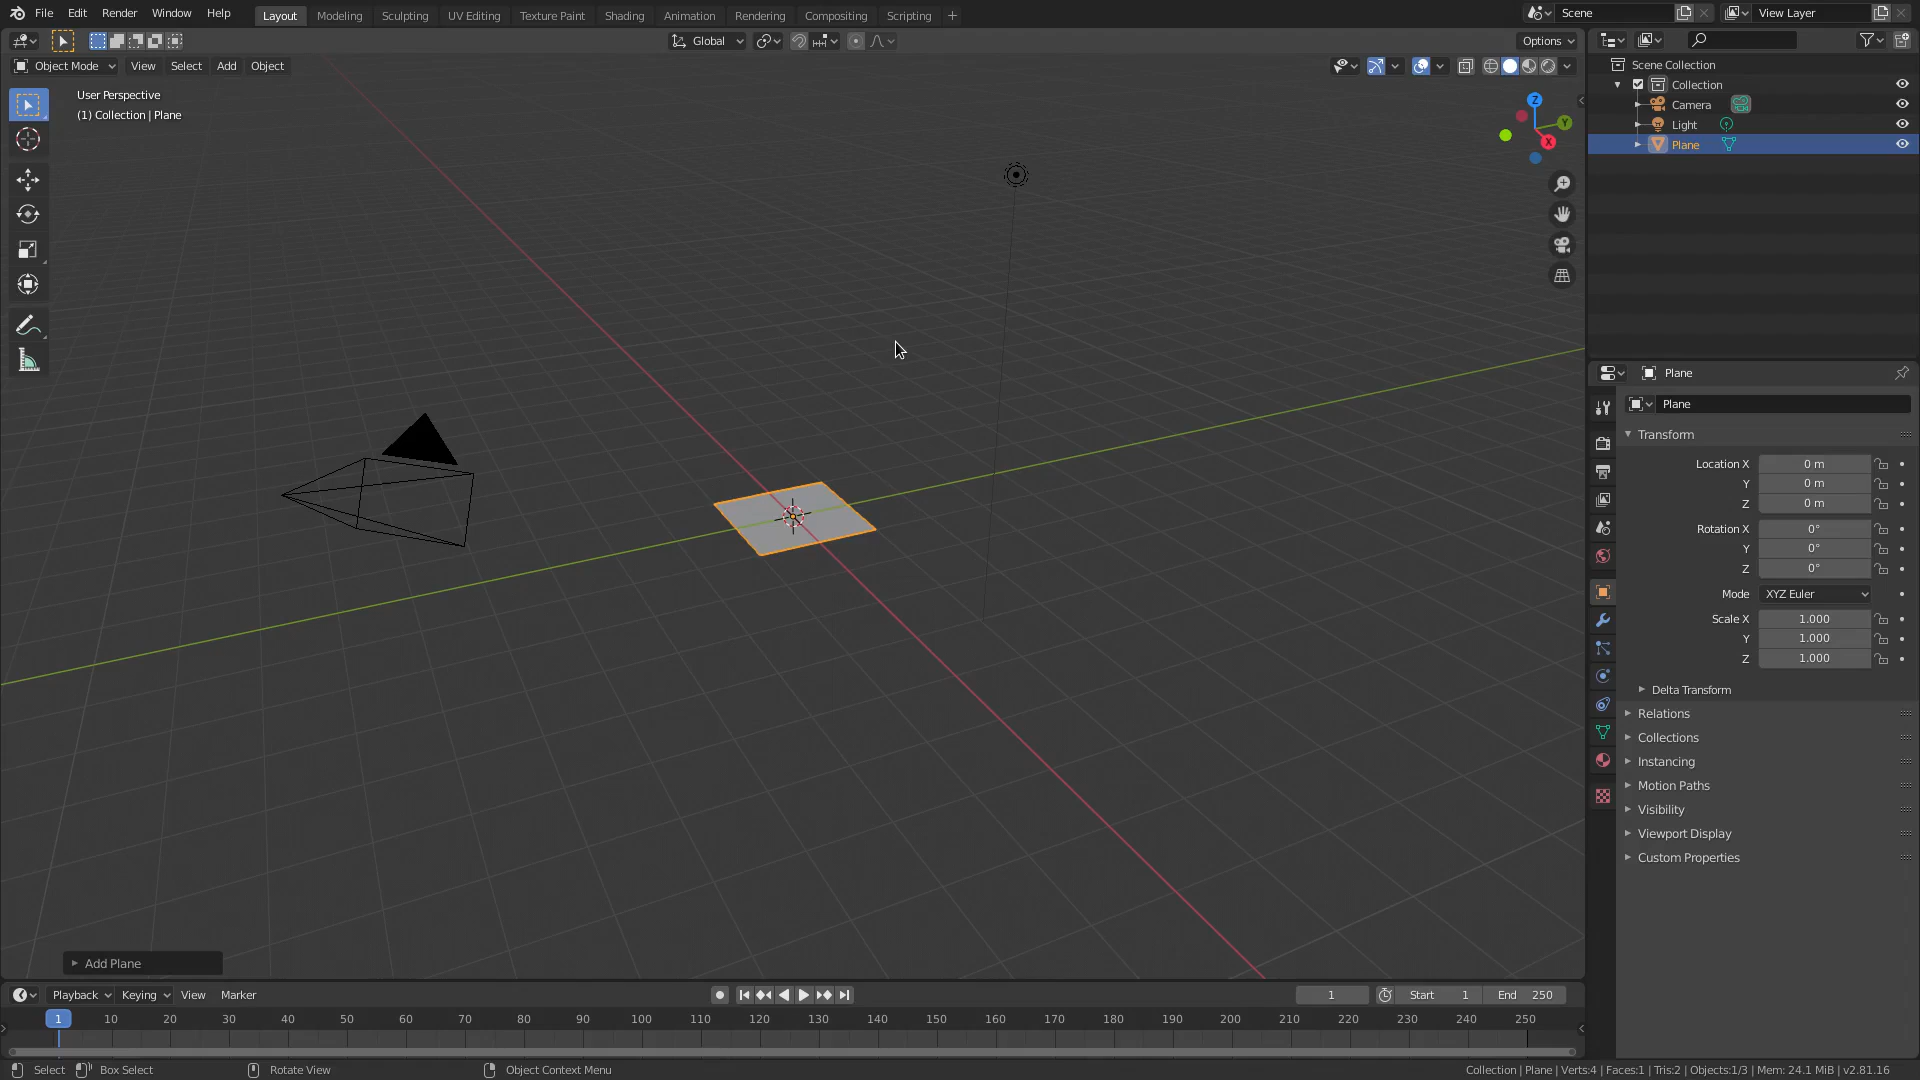 File Edit Render Window Help Layout Modeling Sculpting UV Editing Texture Paint Shading Animation Rendering Compositing Scripting + Scene View Layer
Global Options
Object Mode View Select Add Object
User Perspective
(1) Collection | Plane
Z
Y
X
Scene Collection
Collection
Camera
Light
Plane
Plane
Plane
Transform
Location X 0 m
Y 0 m
Z 0 m
Rotation X 0°
Y 0°
Z 0°
Mode XYZ Euler
Scale X 1.000
Y 1.000
Z 1.000
Delta Transform
Relations
Collections
Instancing
Motion Paths
Visibility
Viewport Display
Custom Properties
Add Plane
Playback Keying View Marker 1 Start 1 End 250
1 10 20 30 40 50 60 70 80 90 100 110 120 130 140 150 160 170 180 190 200 210 220 230 240 250
Select Box Select Rotate View Object Context Menu Collection | Plane | Verts:4 | Faces:1 | Tris:2 | Objects:1/3 | Mem: 24.1 MiB | v2.81.16